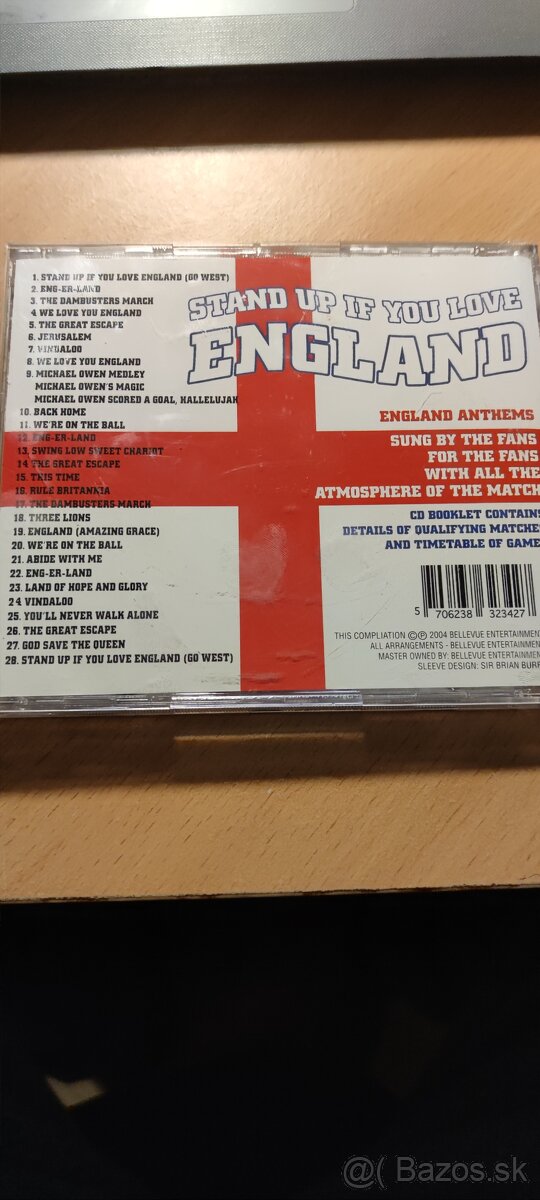 1. STAND UP IF YOU LOVE ENGLAND (GO WEST)
2. ENG-ER-LAND
3. THE DAMBUSTERS MARCH
4. WE LOVE YOU ENGLAND
5. THE GREAT ESCAPE
6. JERUSALEM
7. VINDALOO
8. WE LOVE YOU ENGLAND
9. MICHAEL OWEN MEDLEY
MICHAEL OWEN'S MAGIC
MICHAEL OWEN SCORED A GOAL, HALLELUJAH
10. BACK HOME
11. WE'RE ON THE BALL
12. ENG-ER-LAND
13. SWING LOW SWEET CHARIOT
14. THE GREAT ESCAPE
15. THIS TIME
16. RULE BRITANNIA
17. THE DAMBUSTERS MARCH
18. THREE LIONS
19. ENGLAND (AMAZING GRACE)
20. WE'RE ON THE BALL
21. ABIDE WITH ME
22. ENG-ER-LAND
23. LAND OF HOPE AND GLORY
24. VINDALOO
25. YOU'LL NEVER WALK ALONE
26. THE GREAT ESCAPE
27. GOD SAVE THE QUEEN
28. STAND UP IF YOU LOVE ENGLAND (GO WEST)
STAND UP IF YOU LOVE
ENGLAND
ENGLAND ANTHEMS
SUNG BY THE FANS
FOR THE FANS
WITH ALL THE
ATMOSPHERE OF THE MATCH
CD BOOKLET CONTAINS
DETAILS OF QUALIFYING MATCHES
AND TIMETABLE OF GAME
5 706238 323427
THIS COMPLIATION ©℗ 2004 BELLEVUE ENTERTAINMENT
ALL ARRANGEMENTS - BELLEVUE ENTERTAINMENT
MASTER OWNED BY: BELLEVUE ENTERTAINMENT
SLEEVE DESIGN: SIR BRIAN BURR
@( Bazos.sk